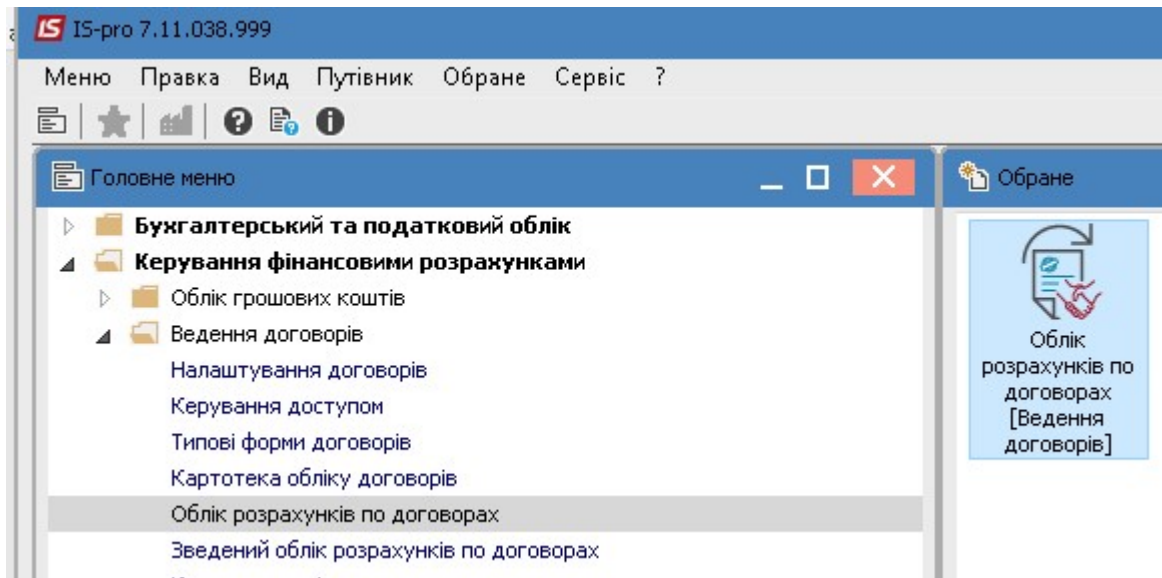 IS-pro 7.11.038.999
Меню Правка Вид Путівник Обране Сервіс ?
Головне меню
Обране
Бухгалтерський та податковий облік
Керування фінансовими розрахунками
Облік грошових коштів
Ведення договорів
Налаштування договорів
Керування доступом
Типові форми договорів
Картотека обліку договорів
Облік розрахунків по договорах
Зведений облік розрахунків по договорах
Облік
розрахунків по
договорах
[Ведення
договорів]